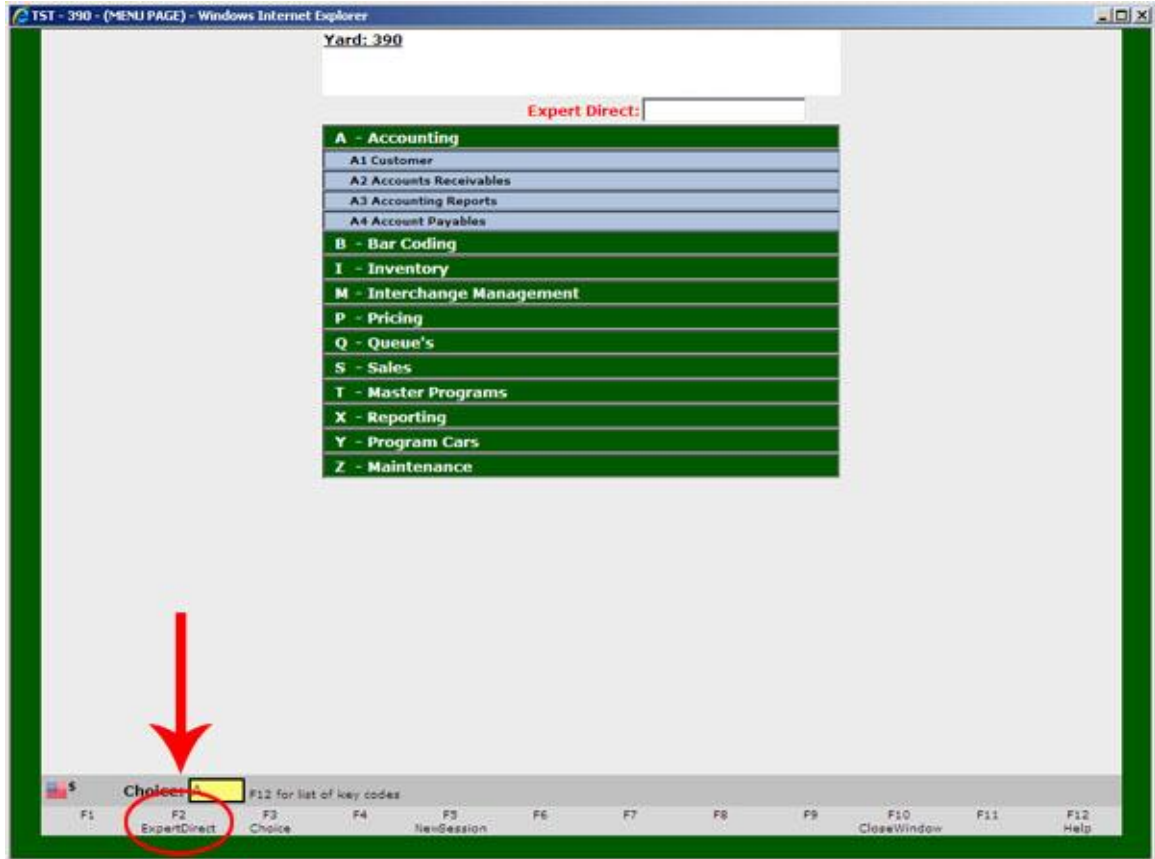 TST - 390 - (MENU PAGE) - Windows Internet Explorer
Yard: 390
Expert Direct:
A - Accounting
A1 Customer
A2 Accounts Receivables
A3 Accounting Reports
A4 Account Payables
B - Bar Coding
I - Inventory
M - Interchange Management
P - Pricing
Q - Queue's
S - Sales
T - Master Programs
X - Reporting
Y - Program Cars
Z - Maintenance
$ Choice: A F12 for list of key codes
F1 F2 F3 F4 F5 F6 F7 F8 F9 F10 F11 F12
ExpertDirect Choice NewSession CloseWindow Help